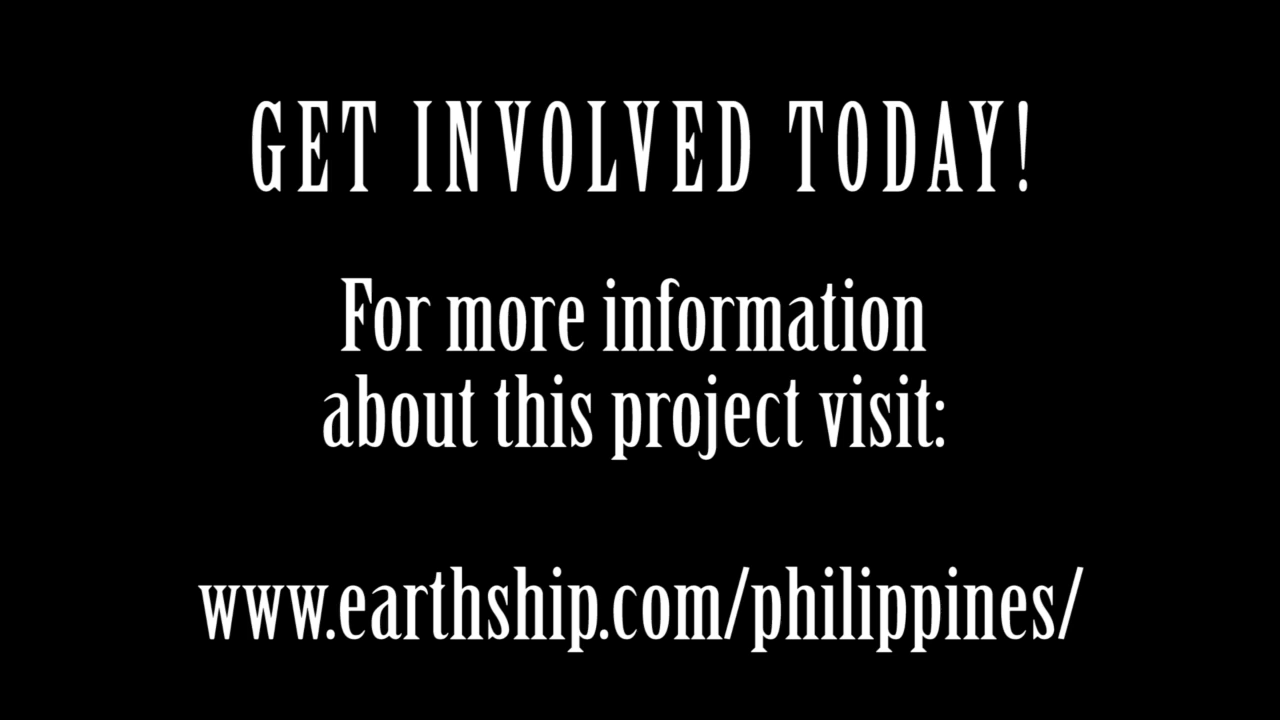 GET INVOLVED TODAY!
For more information
about this project visit:
www.earthship.com/philippines/